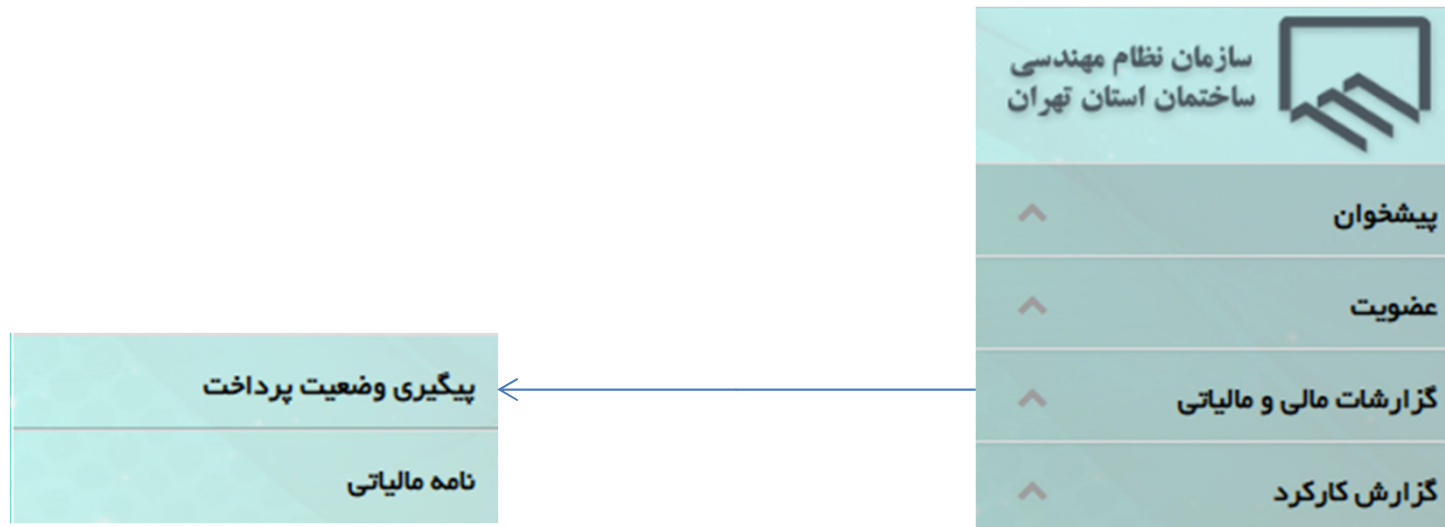 سازمان نظام مهندسی
ساختمان استان تهران
پیشخوان
عضویت
گزارشات مالی و مالیاتی
گزارش کارکرد
پیگیری وضعیت پرداخت
نامه مالیاتی